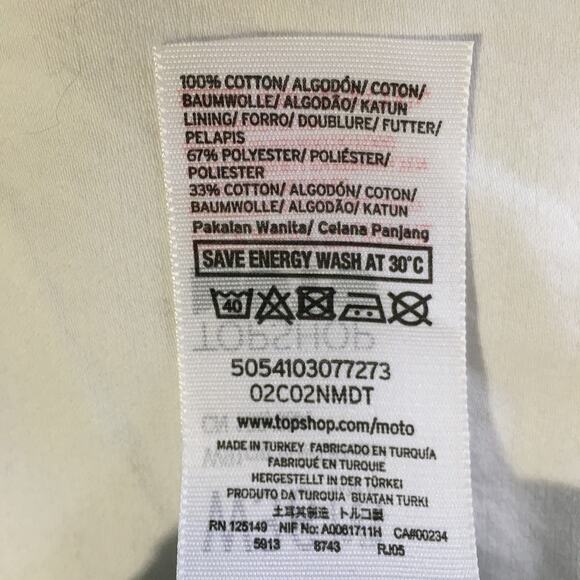 100% COTTON/ ALGODÓN/ COTON/
BAUMWOLLE/ ALGODÃO/ KATUN
LINING/ FORRO/ DOUBLURE/ FUTTER/
PELAPIS
67% POLYESTER/ POLIÉSTER/
POLIESTER
33% COTTON/ ALGODÓN/ COTON/
BAUMWOLLE/ ALGODÃO/ KATUN
Pakaian Wanita/ Celana Panjang
SAVE ENERGY WASH AT 30°C
40
TOPSHOP
5054103077273
02C02NMDT
www.topshop.com/moto
MADE IN TURKEY FABRICADO EN TURQUÍA
FABRIQUÉ EN TURQUIE
HERGESTELLT IN DER TÜRKEI
PRODUTO DA TURQUIA BUATAN TURKI
土耳其制造 トルコ製
RN 125149 NIF No: A0081711H CA#00234
5913 8743 RJ05